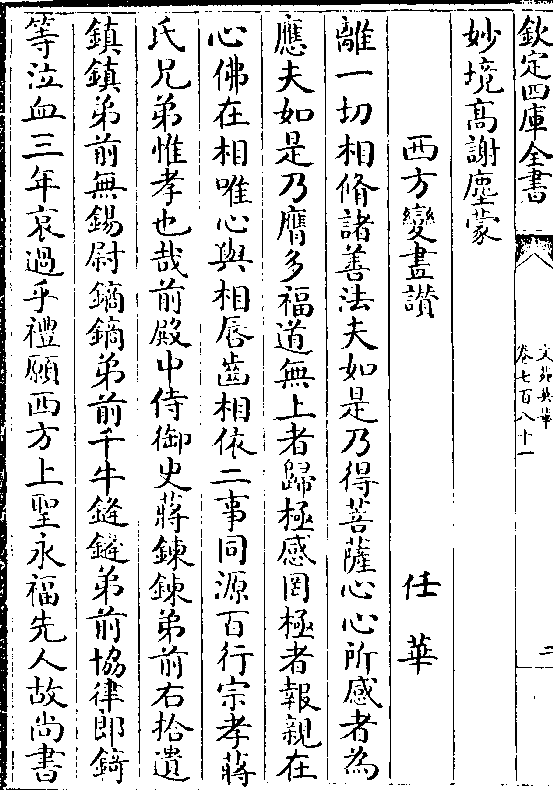 欽定四庫全書
文苑英華
卷七百八十一
二
妙境髙謝塵蒙
西方變畫讃
任華
離一切相脩諸善法夫如是乃得菩薩心心所感者為
應夫如是乃膺多福道無上者歸極感罔極者報親在
心佛在相唯心與相唇齒相依二事同源百行宗孝蔣
氏兄弟惟孝也哉前殿中侍御史蔣鍊鍊弟前右拾遺
鎮鎮弟前無錫尉鏑鏑弟前千牛鏠鏠弟前協律郎錡
等泣血三年哀過乎禮願西方上聖永福先人故尚書